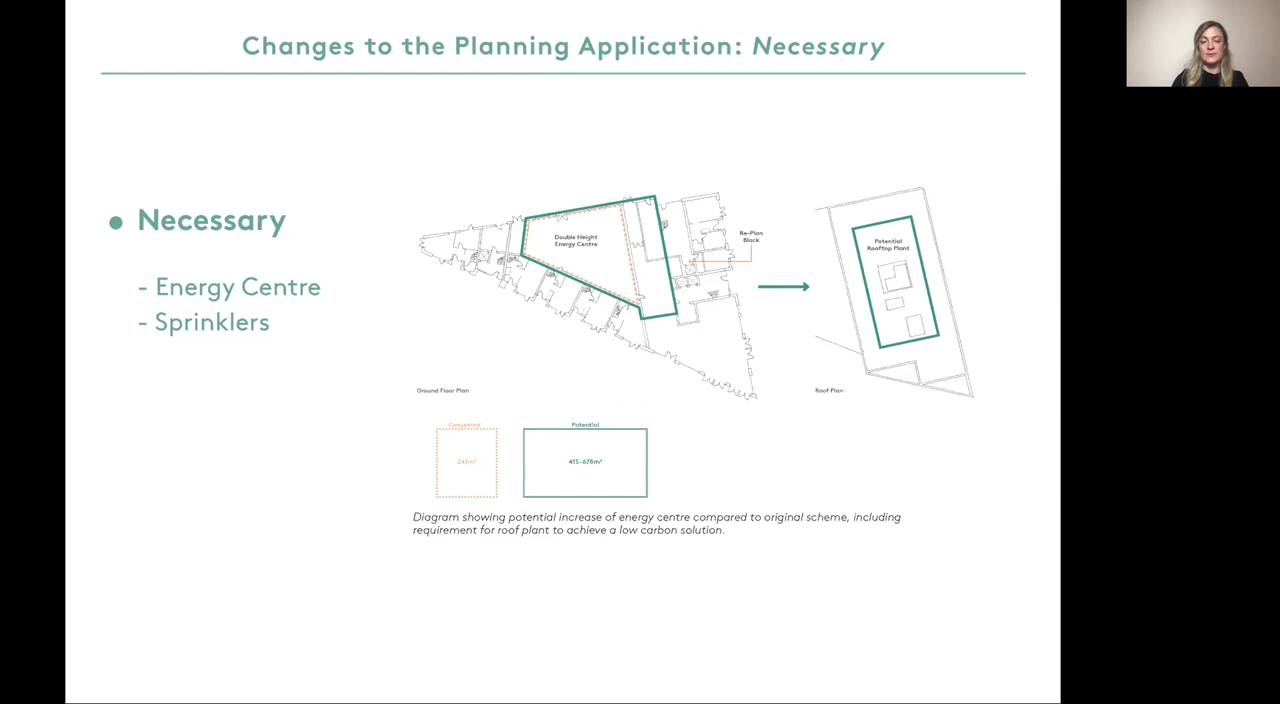 Changes to the Planning Application: Necessary
● Necessary
- Energy Centre
- Sprinklers
Double Height
Energy Centre
Re-Plan
Block
Potential
Rooftop Plant
Ground Floor Plan
Roof Plan
Consented
Potential
241m²
415-678m²
Diagram showing potential increase of energy centre compared to original scheme, including
requirement for roof plant to achieve a low carbon solution.